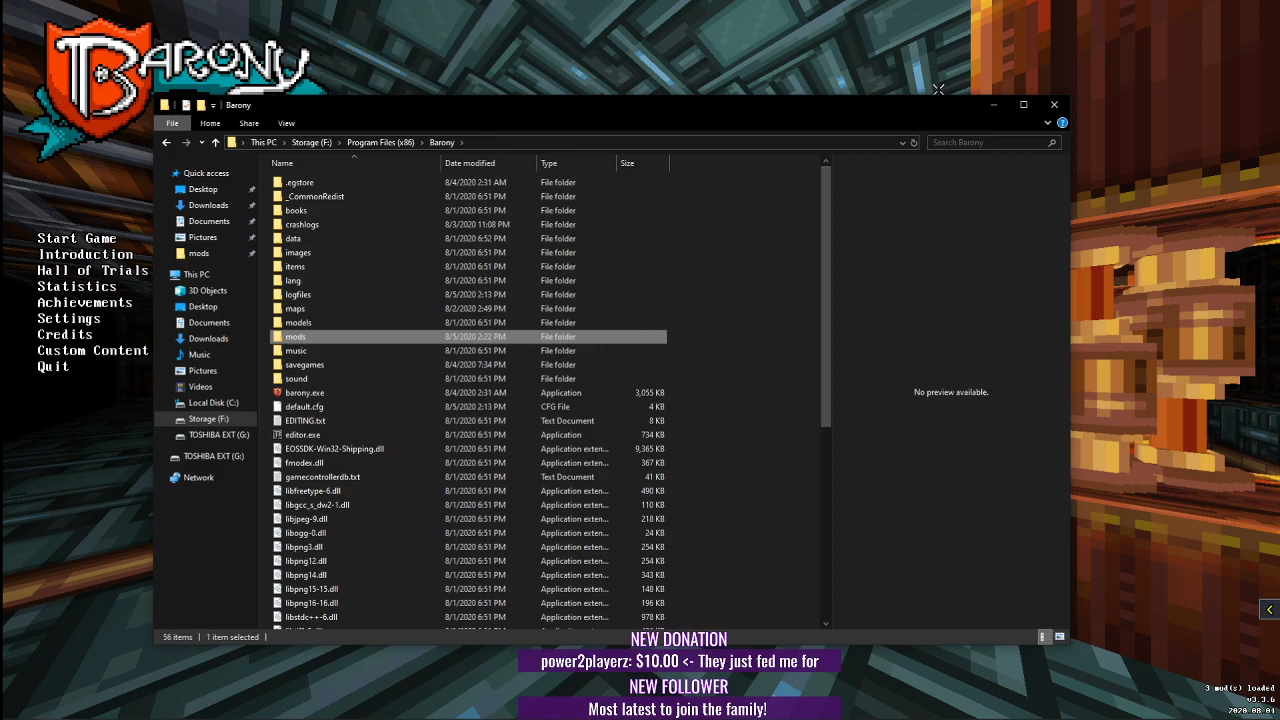 BARONY
Barony
File
Home
Share
View
This PC
Storage (F:)
Program Files (x86)
Barony
Search Barony
Name
Date modified
Type
Size
Quick access
Desktop
Downloads
Documents
Pictures
mods
This PC
3D Objects
Desktop
Documents
Downloads
Music
Pictures
Videos
Local Disk (C:)
Storage (F:)
TOSHIBA EXT (G:)
TOSHIBA EXT (G:)
Network
.egstore 8/4/2020 2:31 AM File folder
_CommonRedist 8/1/2020 6:51 PM File folder
books 8/1/2020 6:51 PM File folder
crashlogs 8/3/2020 11:08 PM File folder
data 8/1/2020 6:52 PM File folder
images 8/1/2020 6:51 PM File folder
items 8/1/2020 6:51 PM File folder
lang 8/1/2020 6:51 PM File folder
logfiles 8/5/2020 2:13 PM File folder
maps 8/2/2020 2:49 PM File folder
models 8/1/2020 6:51 PM File folder
mods 8/5/2020 2:22 PM File folder
music 8/1/2020 6:51 PM File folder
savegames 8/4/2020 7:34 PM File folder
sound 8/1/2020 6:51 PM File folder
barony.exe 8/4/2020 2:31 AM Application 3,055 KB
default.cfg 8/5/2020 2:13 PM CFG File 4 KB
EDITING.txt 8/1/2020 6:51 PM Text Document 8 KB
editor.exe 8/1/2020 6:51 PM Application 734 KB
EOSSDK-Win32-Shipping.dll 8/1/2020 6:51 PM Application exten... 9,365 KB
fmodex.dll 8/1/2020 6:51 PM Application exten... 367 KB
gamecontrollerdb.txt 8/1/2020 6:51 PM Text Document 41 KB
libfreetype-6.dll 8/1/2020 6:51 PM Application exten... 490 KB
libgcc_s_dw2-1.dll 8/1/2020 6:51 PM Application exten... 110 KB
libjpeg-9.dll 8/1/2020 6:51 PM Application exten... 218 KB
libogg-0.dll 8/1/2020 6:51 PM Application exten... 24 KB
libpng3.dll 8/1/2020 6:51 PM Application exten... 254 KB
libpng12.dll 8/1/2020 6:51 PM Application exten... 254 KB
libpng14.dll 8/1/2020 6:51 PM Application exten... 343 KB
libpng15-15.dll 8/1/2020 6:51 PM Application exten... 148 KB
libpng16-16.dll 8/1/2020 6:51 PM Application exten... 196 KB
libstdc++-6.dll 8/1/2020 6:51 PM Application exten... 978 KB
No preview available.
56 items
1 item selected
Start Game
Introduction
Hall of Trials
Statistics
Achievements
Settings
Credits
Custom Content
Quit
NEW DONATION
power2playerz: $10.00 <- They just fed me for
NEW FOLLOWER
Most latest to join the family!
3 mod(s) loaded
v3.3.6
2020-08-04